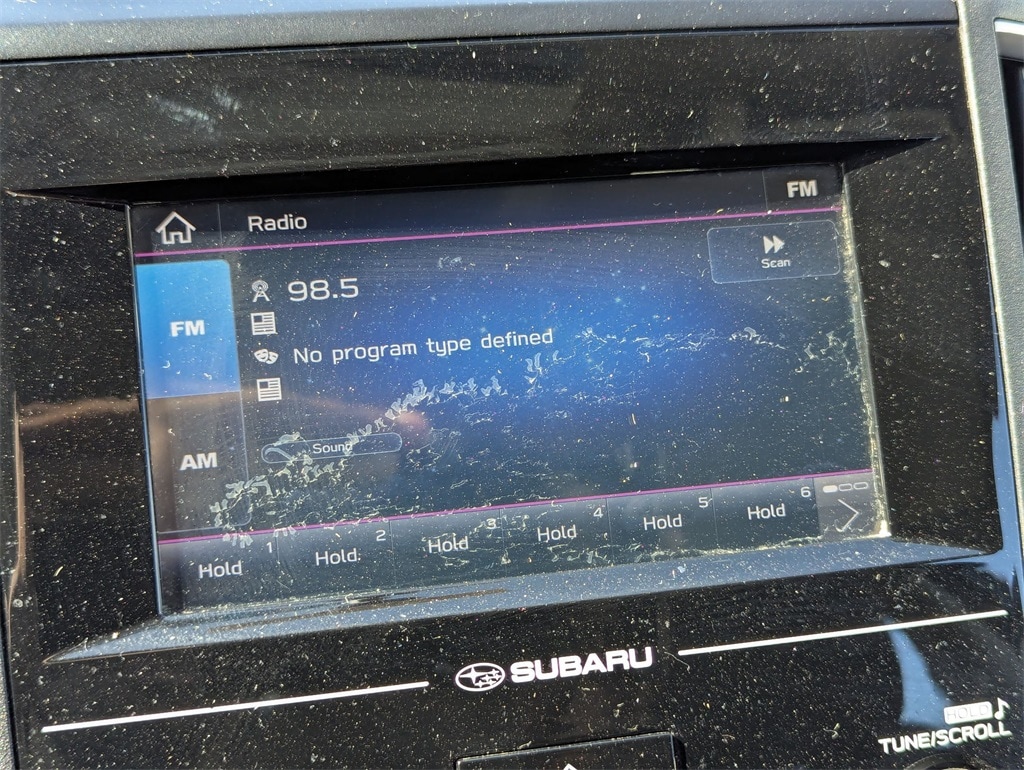 Radio
FM
Scan
98.5
FM
No program type defined
AM
Sound
1
Hold
2
Hold
3
Hold
4
Hold
5
Hold
6
Hold
SUBARU
HOLD
TUNE/SCROLL